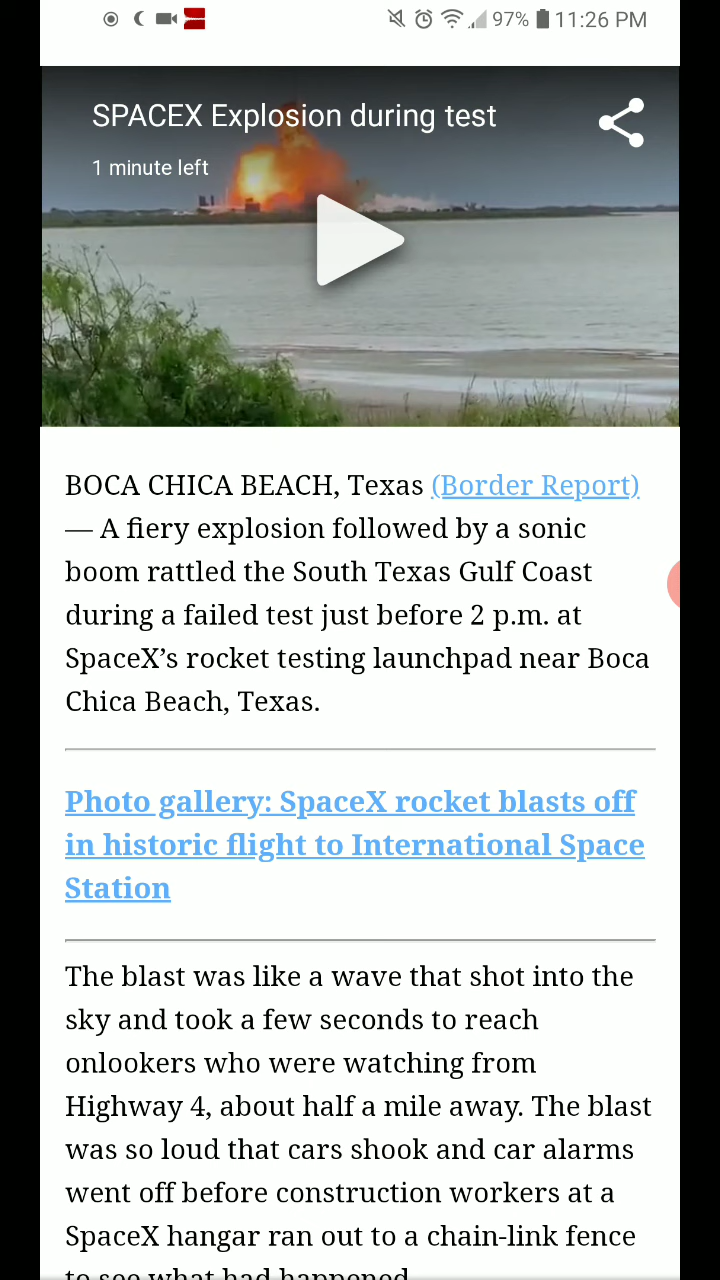 97% 11:26 PM
SPACEX Explosion during test
1 minute left
BOCA CHICA BEACH, Texas (Border Report)
— A fiery explosion followed by a sonic
boom rattled the South Texas Gulf Coast
during a failed test just before 2 p.m. at
SpaceX’s rocket testing launchpad near Boca
Chica Beach, Texas.
Photo gallery: SpaceX rocket blasts off
in historic flight to International Space
Station
The blast was like a wave that shot into the
sky and took a few seconds to reach
onlookers who were watching from
Highway 4, about half a mile away. The blast
was so loud that cars shook and car alarms
went off before construction workers at a
SpaceX hangar ran out to a chain-link fence
to see what had happened.